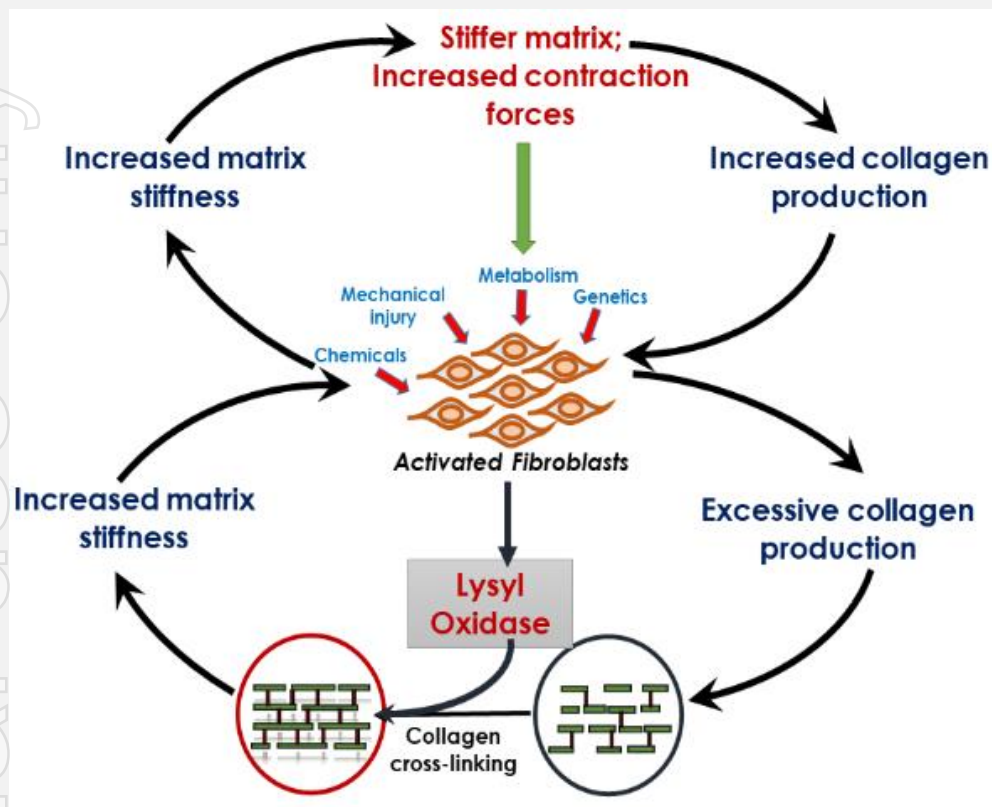 Stiffer matrix;
Increased contraction
forces
Increased matrix
stiffness
Increased collagen
production
Metabolism
Mechanical
injury
Genetics
Chemicals
Activated Fibroblasts
Increased matrix
stiffness
Excessive collagen
production
Lysyl
Oxidase
Collagen
cross-linking